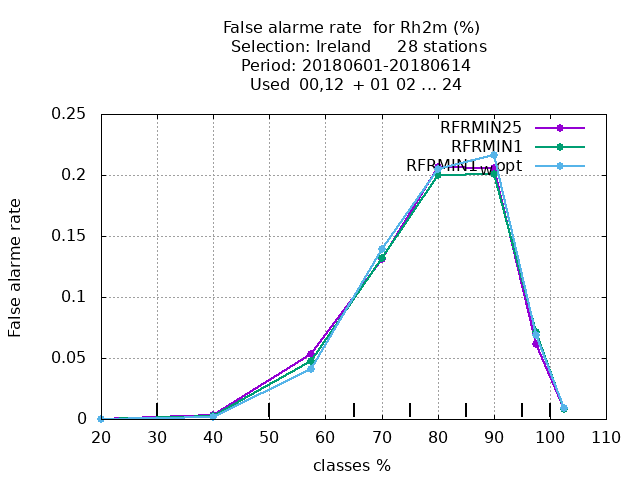 False alarme rate  for Rh2m (%)
Selection: Ireland     28 stations
Period: 20180601-20180614
Used  00,12  + 01 02 ... 24
RFRMIN25
RFRMIN1
RFRMIN1wopt
0.25
0.2
0.15
0.1
0.05
0
False alarme rate
20 30 40 50 60 70 80 90 100 110
classes %